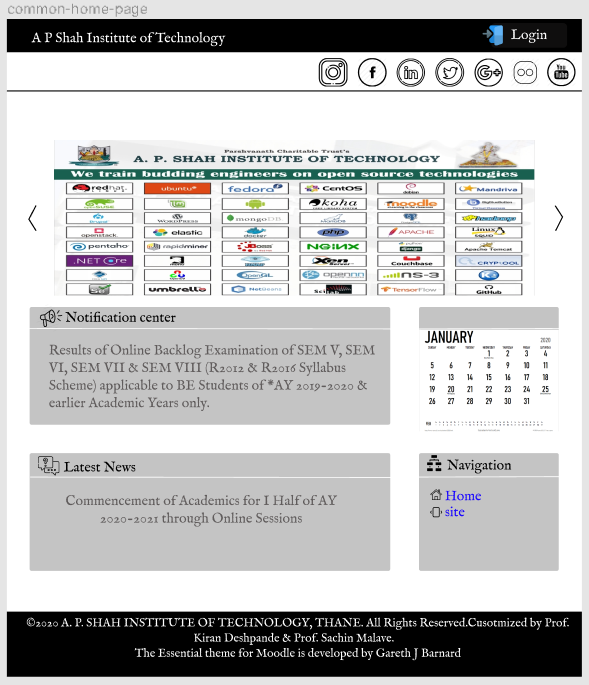 common-home-page
A P Shah Institute of Technology
Login
You
Tube
Parshvanath Charitable Trust's
A. P. SHAH INSTITUTE OF TECHNOLOGY
We train budding engineers on open source technologies
redhat. ubuntu fedora CentOS debian Mandriva
koha moodle
WORDPRESS mongoDB
openstack elastic docker php APACHE Linux
pentaho rapidminer JBoss NGINX django Apache Tomcat
.NET Core Xen Couchbase CRYPTOOL
OpenGL ns-3
umbrello NetBeans Scilab TensorFlow GitHub
Notification center
Results of Online Backlog Examination of SEM V, SEM
VI, SEM VII & SEM VIII (R2012 & R2016 Syllabus
Scheme) applicable to BE Students of *AY 2019-2020 &
earlier Academic Years only.
JANUARY 2020
1 2 3 4
5 6 7 8 9 10 11
12 13 14 15 16 17 18
19 20 21 22 23 24 25
26 27 28 29 30 31
Latest News
Commencement of Academics for I Half of AY
2020-2021 through Online Sessions
Navigation
Home
site
©2020 A. P. SHAH INSTITUTE OF TECHNOLOGY, THANE. All Rights Reserved.Cusotmized by Prof.
Kiran Deshpande & Prof. Sachin Malave.
The Essential theme for Moodle is developed by Gareth J Barnard